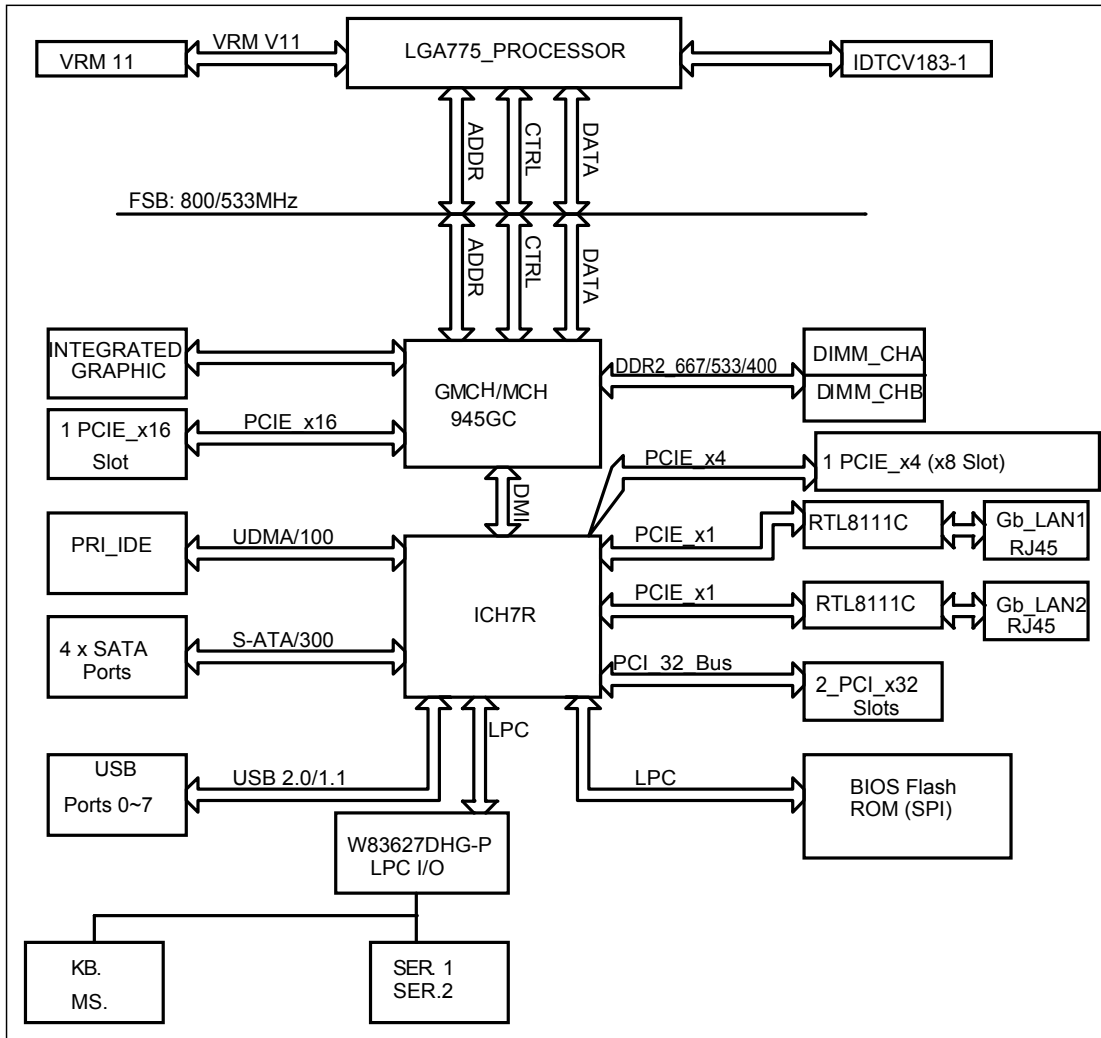 VRM 11
VRM V11
LGA775_PROCESSOR
IDTCV183-1
ADDR
CTRL
DATA
FSB: 800/533MHz
ADDR
CTRL
DATA
INTEGRATED
GRAPHIC
GMCH/MCH
945GC
DDR2_667/533/400
DIMM_CHA
DIMM_CHB
1 PCIE_x16
Slot
PCIE_x16
DMI
PCIE_x4
1 PCIE_x4 (x8 Slot)
PRI_IDE
UDMA/100
ICH7R
PCIE_x1
RTL8111C
Gb_LAN1
RJ45
PCIE_x1
RTL8111C
Gb_LAN2
RJ45
4 x SATA
Ports
S-ATA/300
PCI_32_Bus
2_PCI_x32
Slots
USB
Ports 0~7
USB 2.0/1.1
LPC
LPC
BIOS Flash
ROM (SPI)
W83627DHG-P
LPC I/O
KB.
MS.
SER. 1
SER.2